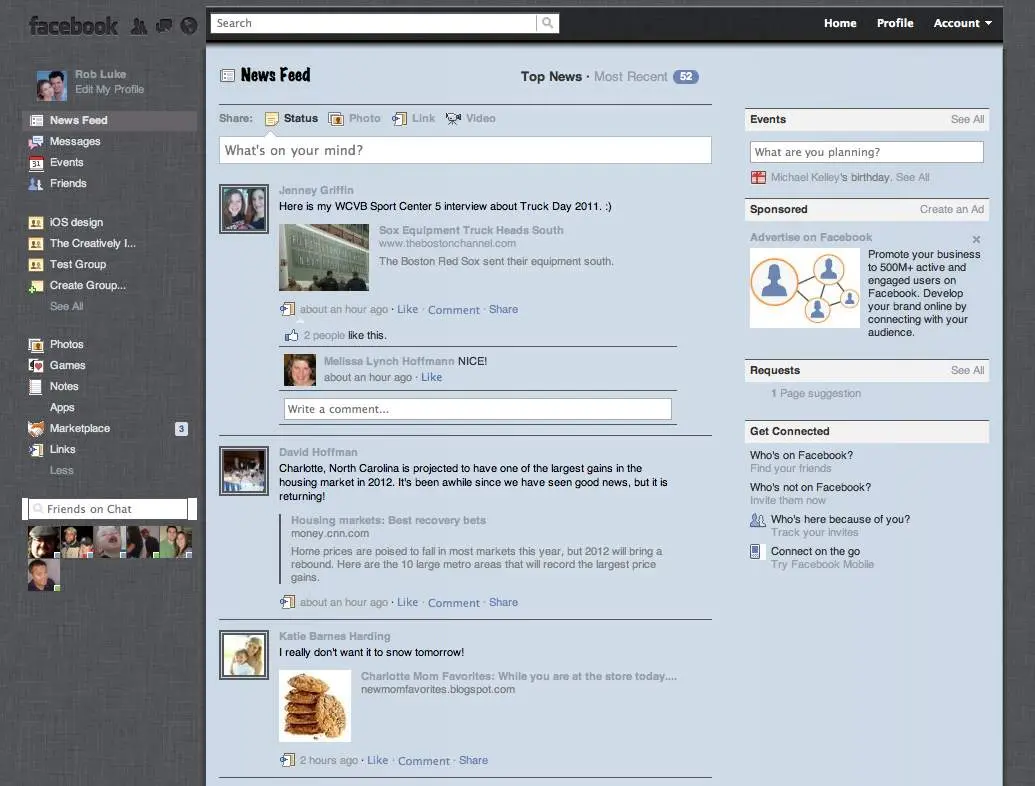 facebook
Search
Home Profile Account
Rob Luke
Edit My Profile
News Feed
Messages
31 Events
Friends
iOS design
The Creatively I...
Test Group
Create Group...
See All
Photos
Games
Notes
Apps
Marketplace 3
Links
Less
Friends on Chat
News Feed
Top News · Most Recent 52
Share: Status Photo Link Video
What's on your mind?
Jenney Griffin
Here is my WCVB Sport Center 5 interview about Truck Day 2011. :)
Sox Equipment Truck Heads South
www.thebostonchannel.com
The Boston Red Sox sent their equipment south.
about an hour ago · Like · Comment · Share
2 people like this.
Melissa Lynch Hoffmann NICE!
about an hour ago · Like
Write a comment...
David Hoffman
Charlotte, North Carolina is projected to have one of the largest gains in the
housing market in 2012. It's been awhile since we have seen good news, but it is
returning!
Housing markets: Best recovery bets
money.cnn.com
Home prices are poised to fall in most markets this year, but 2012 will bring a
rebound. Here are the 10 large metro areas that will record the largest price
gains.
about an hour ago · Like · Comment · Share
Katie Barnes Harding
I really don't want it to snow tomorrow!
Charlotte Mom Favorites: While you are at the store today....
newmomfavorites.blogspot.com
2 hours ago · Like · Comment · Share
Events See All
What are you planning?
Michael Kelley's birthday. See All
Sponsored Create an Ad
Advertise on Facebook
Promote your business
to 500M+ active and
engaged users on
Facebook. Develop
your brand online by
connecting with your
audience.
Requests See All
1 Page suggestion
Get Connected
Who's on Facebook?
Find your friends
Who's not on Facebook?
Invite them now
Who's here because of you?
Track your invites
Connect on the go
Try Facebook Mobile